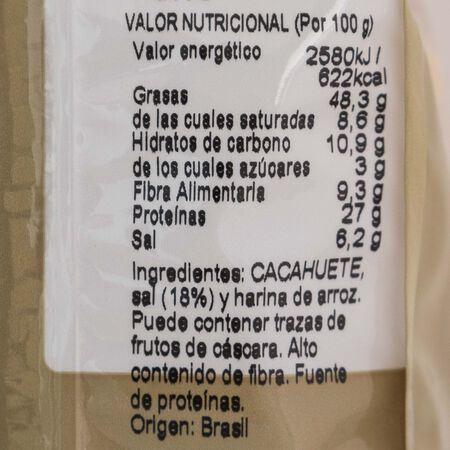 VALOR NUTRICIONAL (Por 100 g)
Valor energético 2580kJ /
622kcal
Grasas 48,3 g
de las cuales saturadas 8,6 g
Hidratos de carbono 10,9 g
de los cuales azúcares 3 g
Fibra Alimentaria 9,3 g
Proteínas 27 g
Sal 6,2 g
Ingredientes: CACAHUETE,
sal (18%) y harina de arroz.
Puede contener trazas de
frutos de cáscara. Alto
contenido de fibra. Fuente
de proteínas.
Origen: Brasil